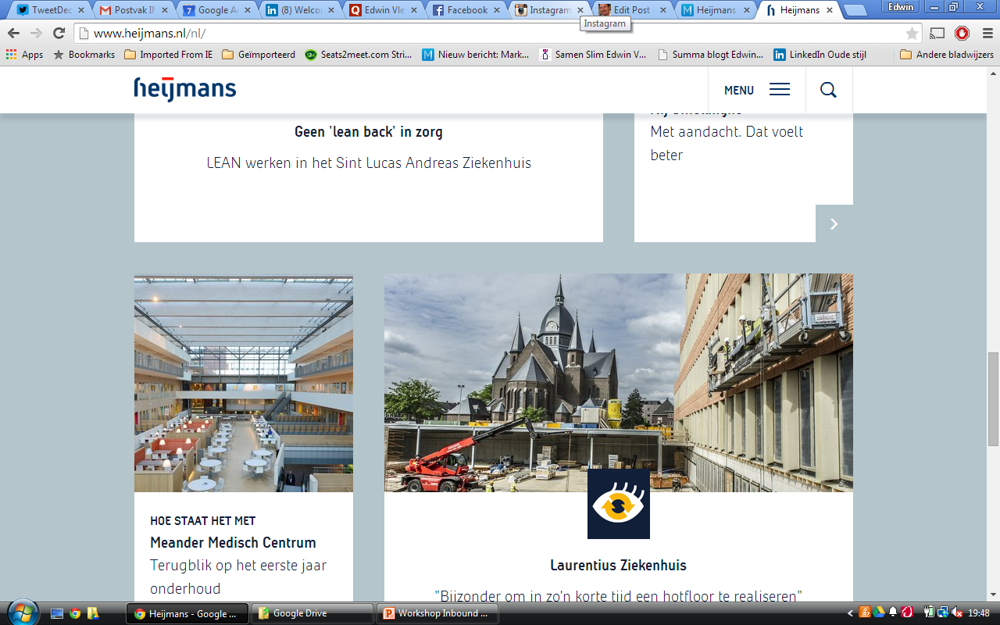 TweetDec
Postvak IN
Google A
(8) Welco
Edwin Vle
Facebook
Instagram
Edit Post
Heijmans
Heijmans
Edwin
Instagram
www.heijmans.nl/nl/
Apps
Bookmarks
Imported From IE
Geïmporteerd
Seats2meet.com Stri...
Nieuw bericht: Mark...
Samen Slim Edwin V...
Summa blogt Edwin...
LinkedIn Oude stijl
Andere bladwijzers
heijmans
MENU
Geen 'lean back' in zorg
LEAN werken in het Sint Lucas Andreas Ziekenhuis
Met aandacht. Dat voelt
beter
HOE STAAT HET MET
Meander Medisch Centrum
Terugblik op het eerste jaar
onderhoud
Laurentius Ziekenhuis
"Bijzonder om in zo'n korte tijd een hotfloor te realiseren"
Heijmans - Google ...
Google Drive
Workshop Inbound ...
19:48